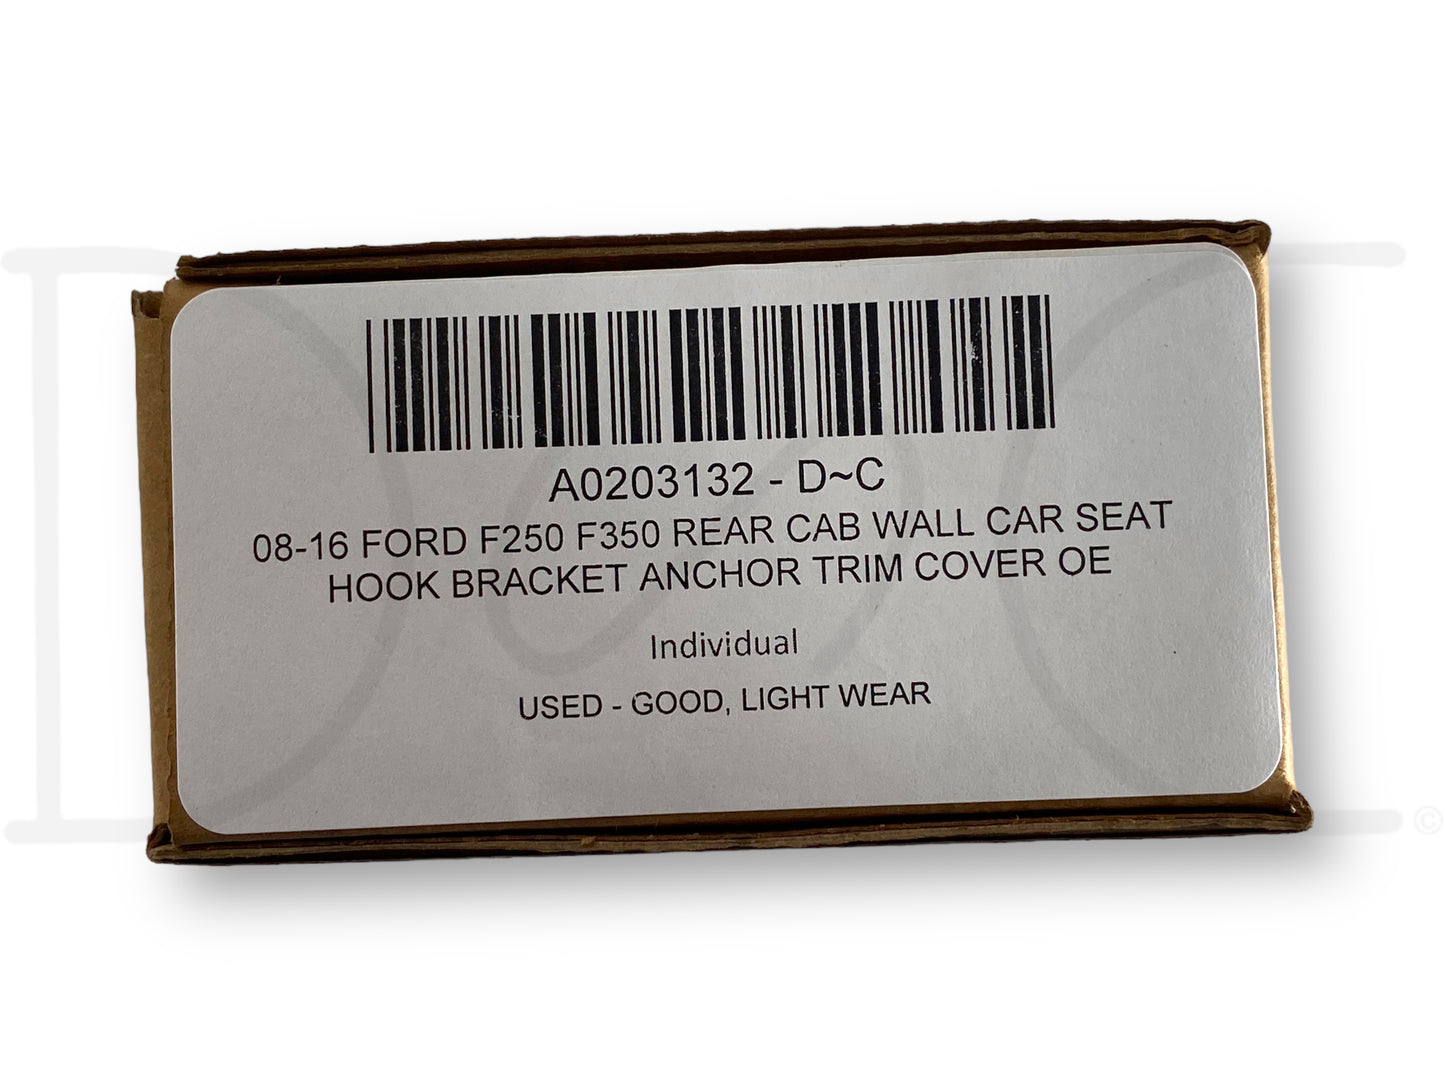 A0203132 - D~C
08-16 FORD F250 F350 REAR CAB WALL CAR SEAT
HOOK BRACKET ANCHOR TRIM COVER OE
Individual
USED - GOOD, LIGHT WEAR
©